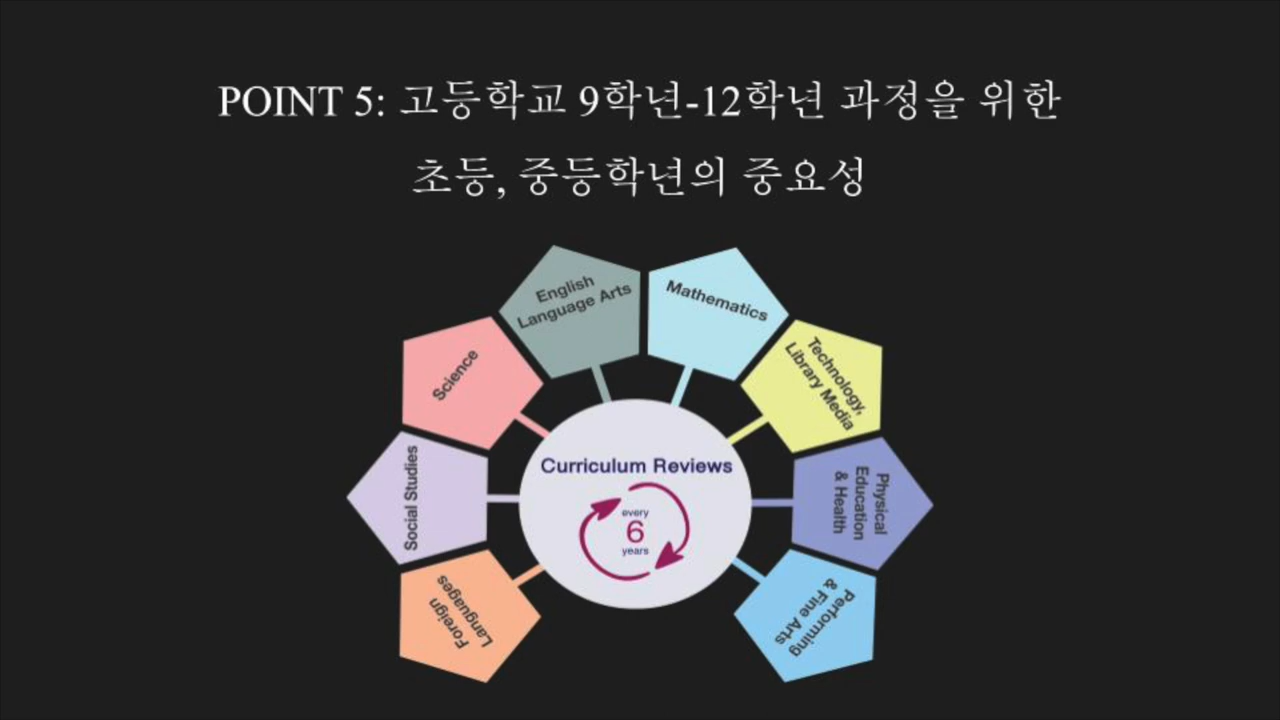 POINT 5: 고등학교 9학년-12학년 과정을 위한
초등, 중등학년의 중요성
English
Language Arts
Mathematics
Science
Technology,
Library Media
Social Studies
Curriculum Reviews
every
6
years
Physical
Education
& Health
Foreign
Languages
Performing
& Fine Arts